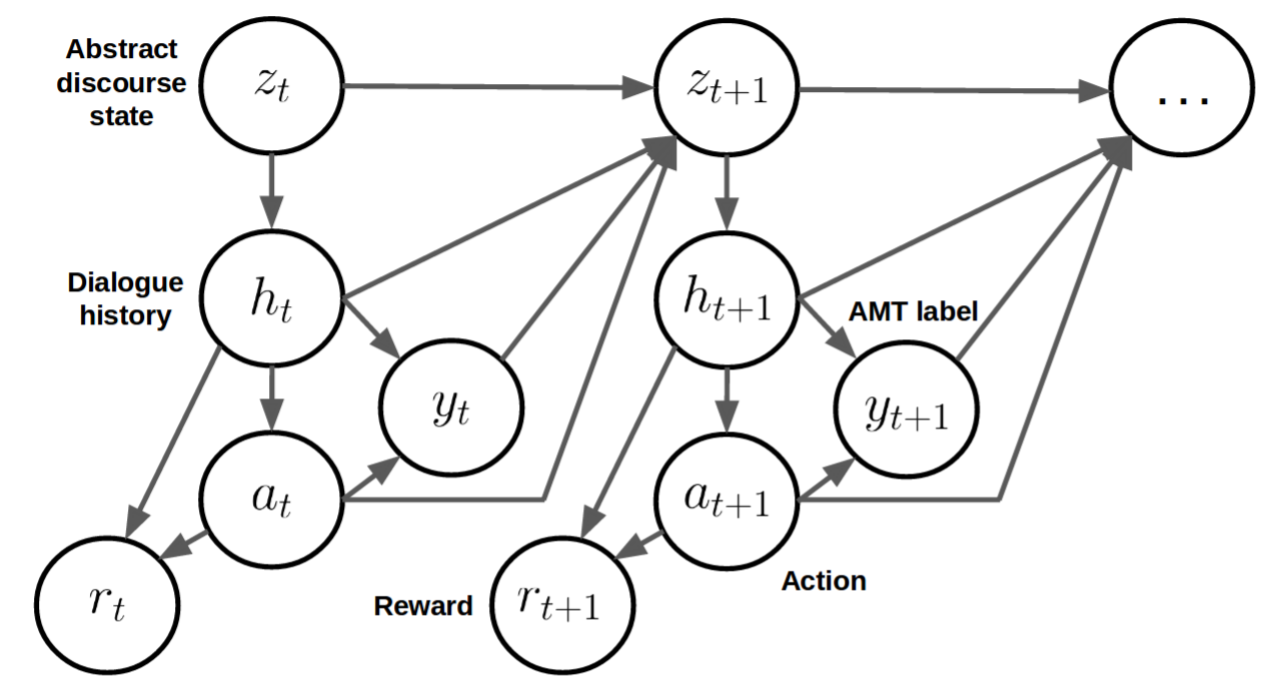 Abstract
discourse
state
z_t
z_{t+1}
...
Dialogue
history
h_t
h_{t+1}
AMT label
y_t
y_{t+1}
a_t
a_{t+1}
Action
r_t
Reward
r_{t+1}